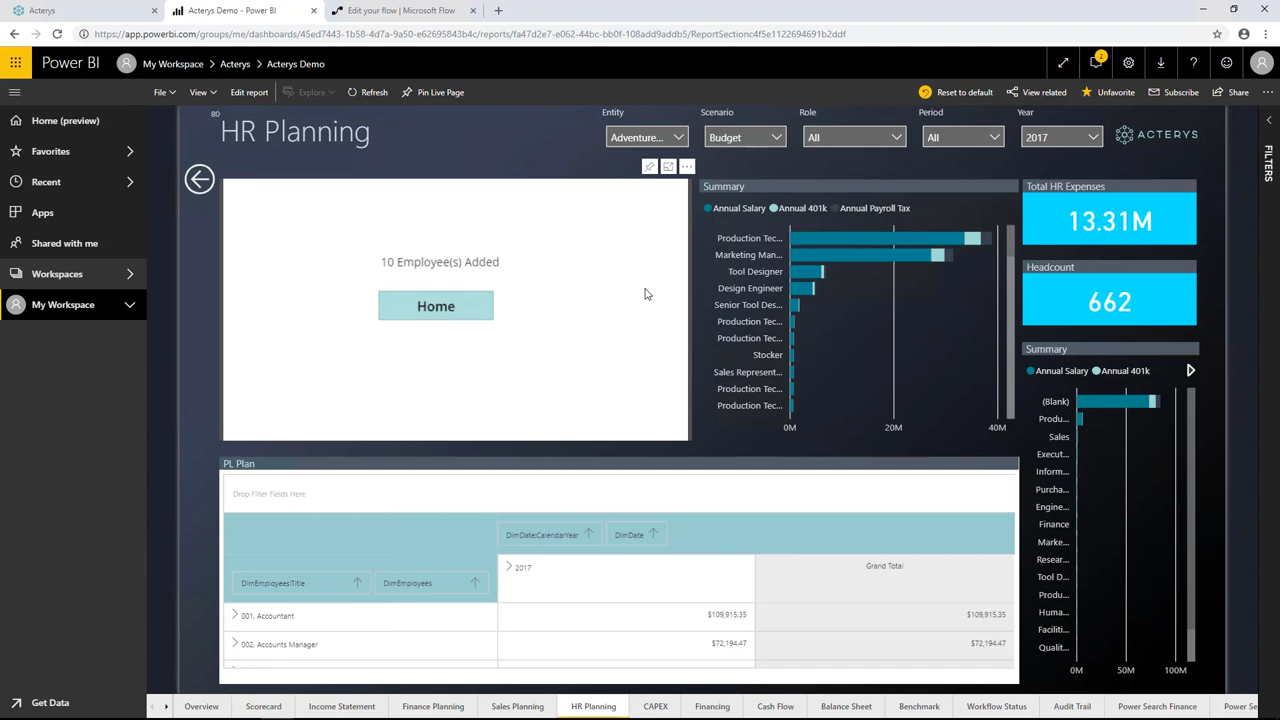 Acterys
Acterys Demo - Power BI
Edit your flow | Microsoft Flow
https://app.powerbi.com/groups/me/dashboards/45ed7443-1b58-4d7a-9a50-e62695843c4c/reports/fa47d2e7-e062-44bc-bb0f-108add9addb5/ReportSectionc4f5e1122694691b2ddf
Power BI
My Workspace > Acterys > Acterys Demo
2
File
View
Edit report
Explore
Refresh
Pin Live Page
Reset to default
View related
Unfavorite
Subscribe
Share
Home (preview)
Favorites
Recent
Apps
Shared with me
Workspaces
My Workspace
Get Data
80
HR Planning
Entity
Scenario
Role
Period
Year
Adventure...
Budget
All
All
2017
ACTERYS
FILTERS
10 Employee(s) Added
Home
Summary
Annual Salary
Annual 401k
Annual Payroll Tax
Production Tec...
Marketing Man...
Tool Designer
Design Engineer
Senior Tool Des...
Production Tec...
Production Tec...
Stocker
Sales Represent...
Production Tec...
Production Tec...
0M
20M
40M
Total HR Expenses
13.31M
Headcount
662
Summary
Annual Salary
Annual 401k
(Blank)
Produ...
Sales
Execut...
Inform...
Purcha...
Engine...
Finance
Marke...
Resear...
Tool D...
Produ...
Huma...
Faciliti...
Qualit...
0M
50M
100M
PL Plan
Drop Filter Fields Here
DimDate:CalendarYear
DimDate
DimEmployees:Title
DimEmployees
2017
Grand Total
001. Accountant
$109,915.35
$109,915.35
002. Accounts Manager
$72,194.47
$72,194.47
Overview
Scorecard
Income Statement
Finance Planning
Sales Planning
HR Planning
CAPEX
Financing
Cash Flow
Balance Sheet
Benchmark
Workflow Status
Audit Trail
Power Search Finance
Power Se